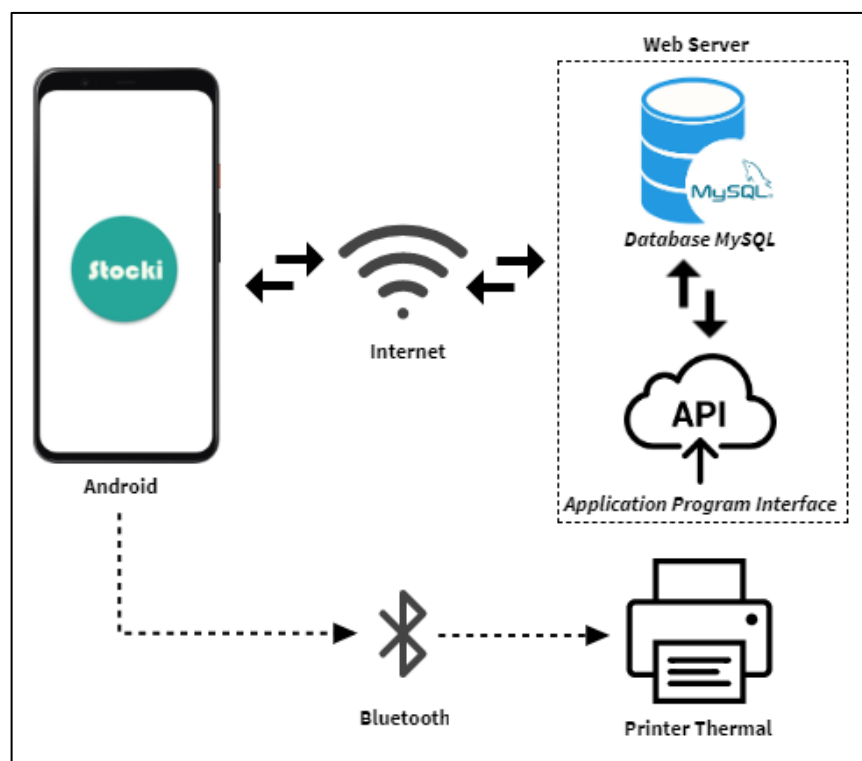 Web Server
MySQL
Database MySQL
Stocki
Internet
API
Application Program Interface
Android
Bluetooth
Printer Thermal